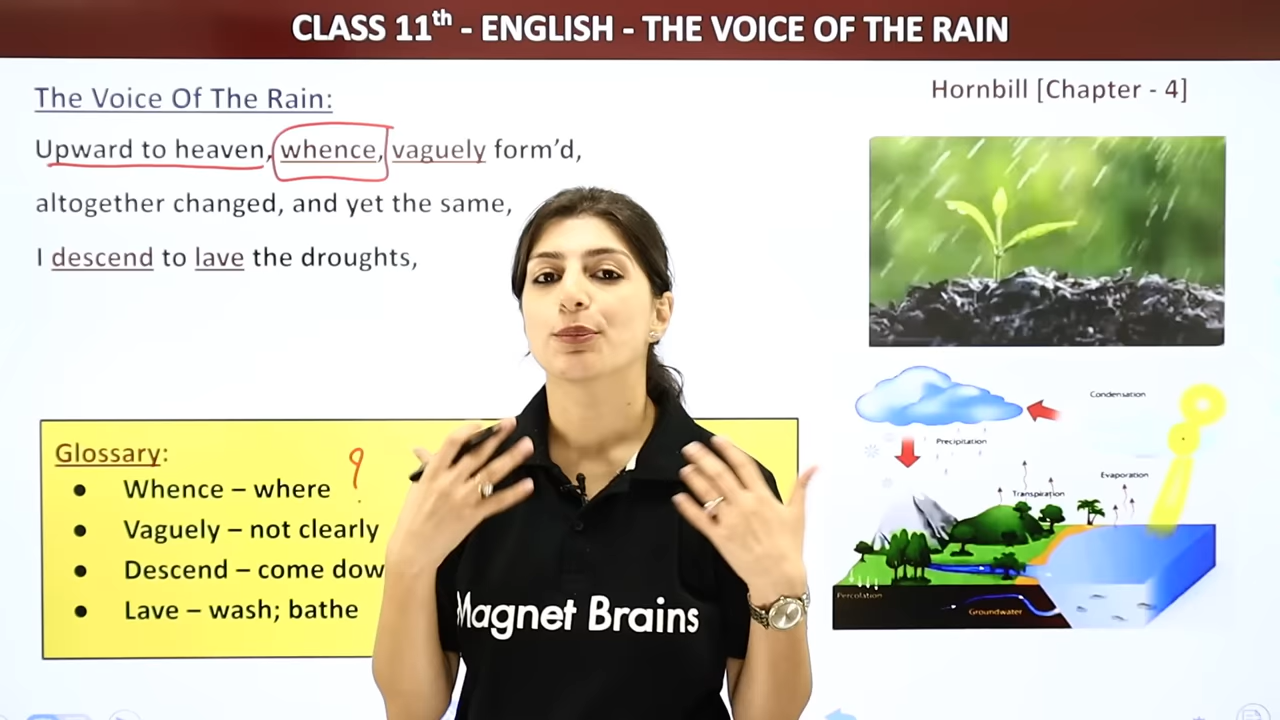 CLASS 11th - ENGLISH - THE VOICE OF THE RAIN
The Voice Of The Rain:
Hornbill [Chapter - 4]
Upward to heaven, whence, vaguely form’d,
altogether changed, and yet the same,
I descend to lave the droughts,
Glossary:
● Whence – where ?
● Vaguely – not clearly
● Descend – come dow
● Lave – wash; bathe
Magnet Brains
Condensation
Precipitation
Evaporation
Transpiration
Percolation
Groundwater